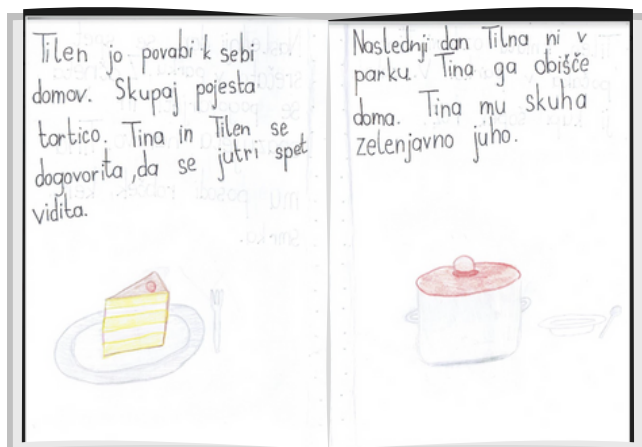 Tilen jo povabi k sebi
domov. Skupaj pojesta
tortico. Tina in Tilen se
dogovorita, da se jutri spet
vidita.
Naslednji dan Tilna ni v
parku. Tina ga obišče
doma. Tina mu skuha
zelenjavno juho.